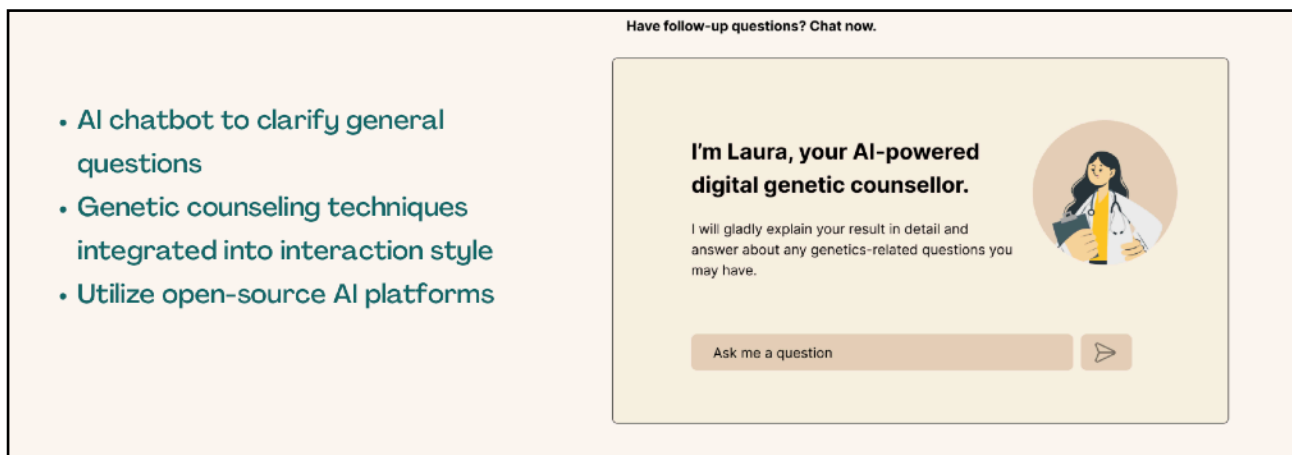 Have follow-up questions? Chat now.
• AI chatbot to clarify general
questions
• Genetic counseling techniques
integrated into interaction style
• Utilize open-source AI platforms
I'm Laura, your AI-powered
digital genetic counsellor.
I will gladly explain your result in detail and
answer about any genetics-related questions you
may have.
Ask me a question